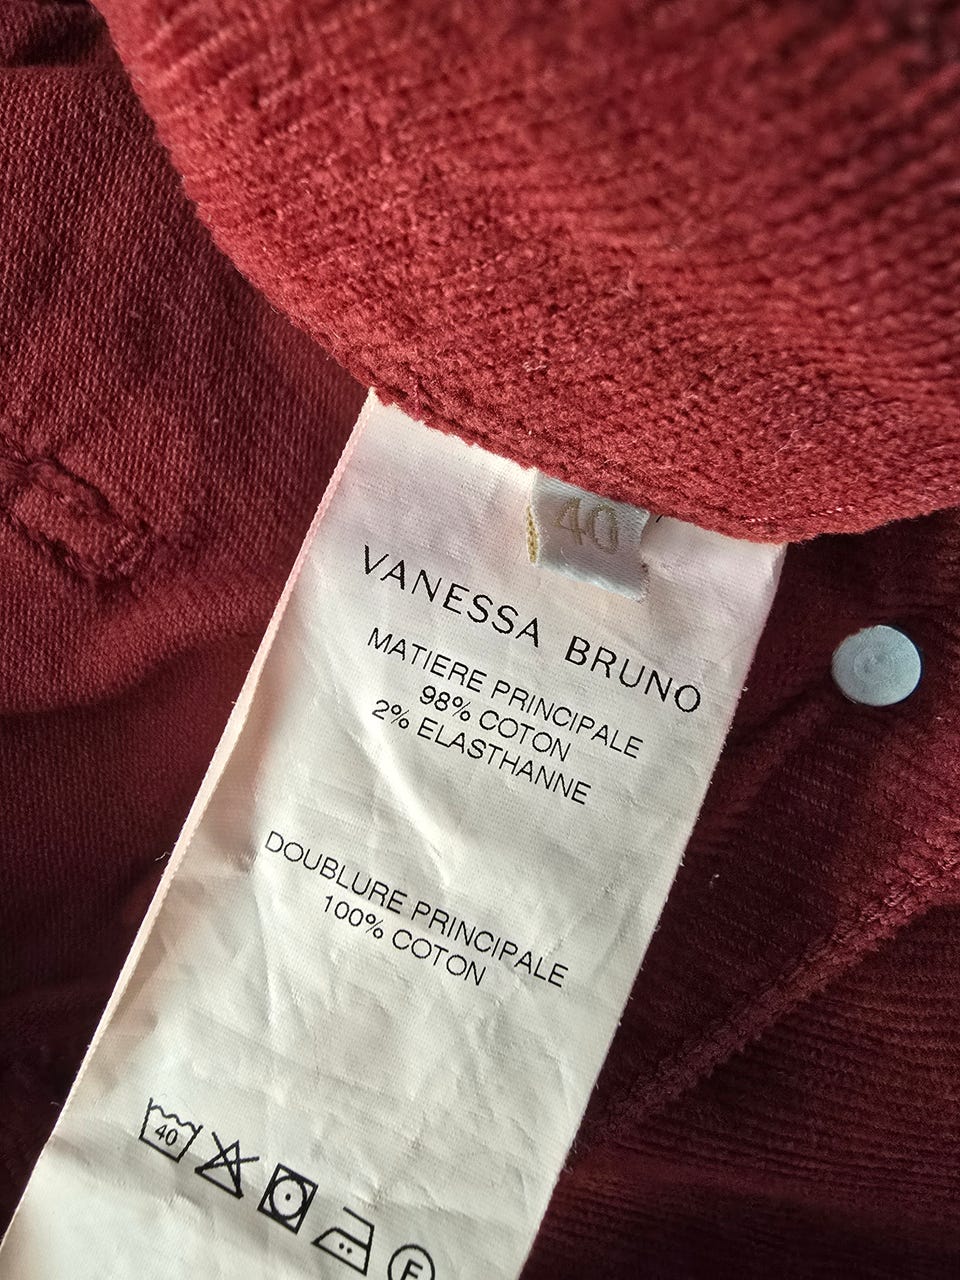 40
VANESSA BRUNO
MATIERE PRINCIPALE
98% COTON
2% ELASTHANNE
DOUBLURE PRINCIPALE
100% COTON
40
F